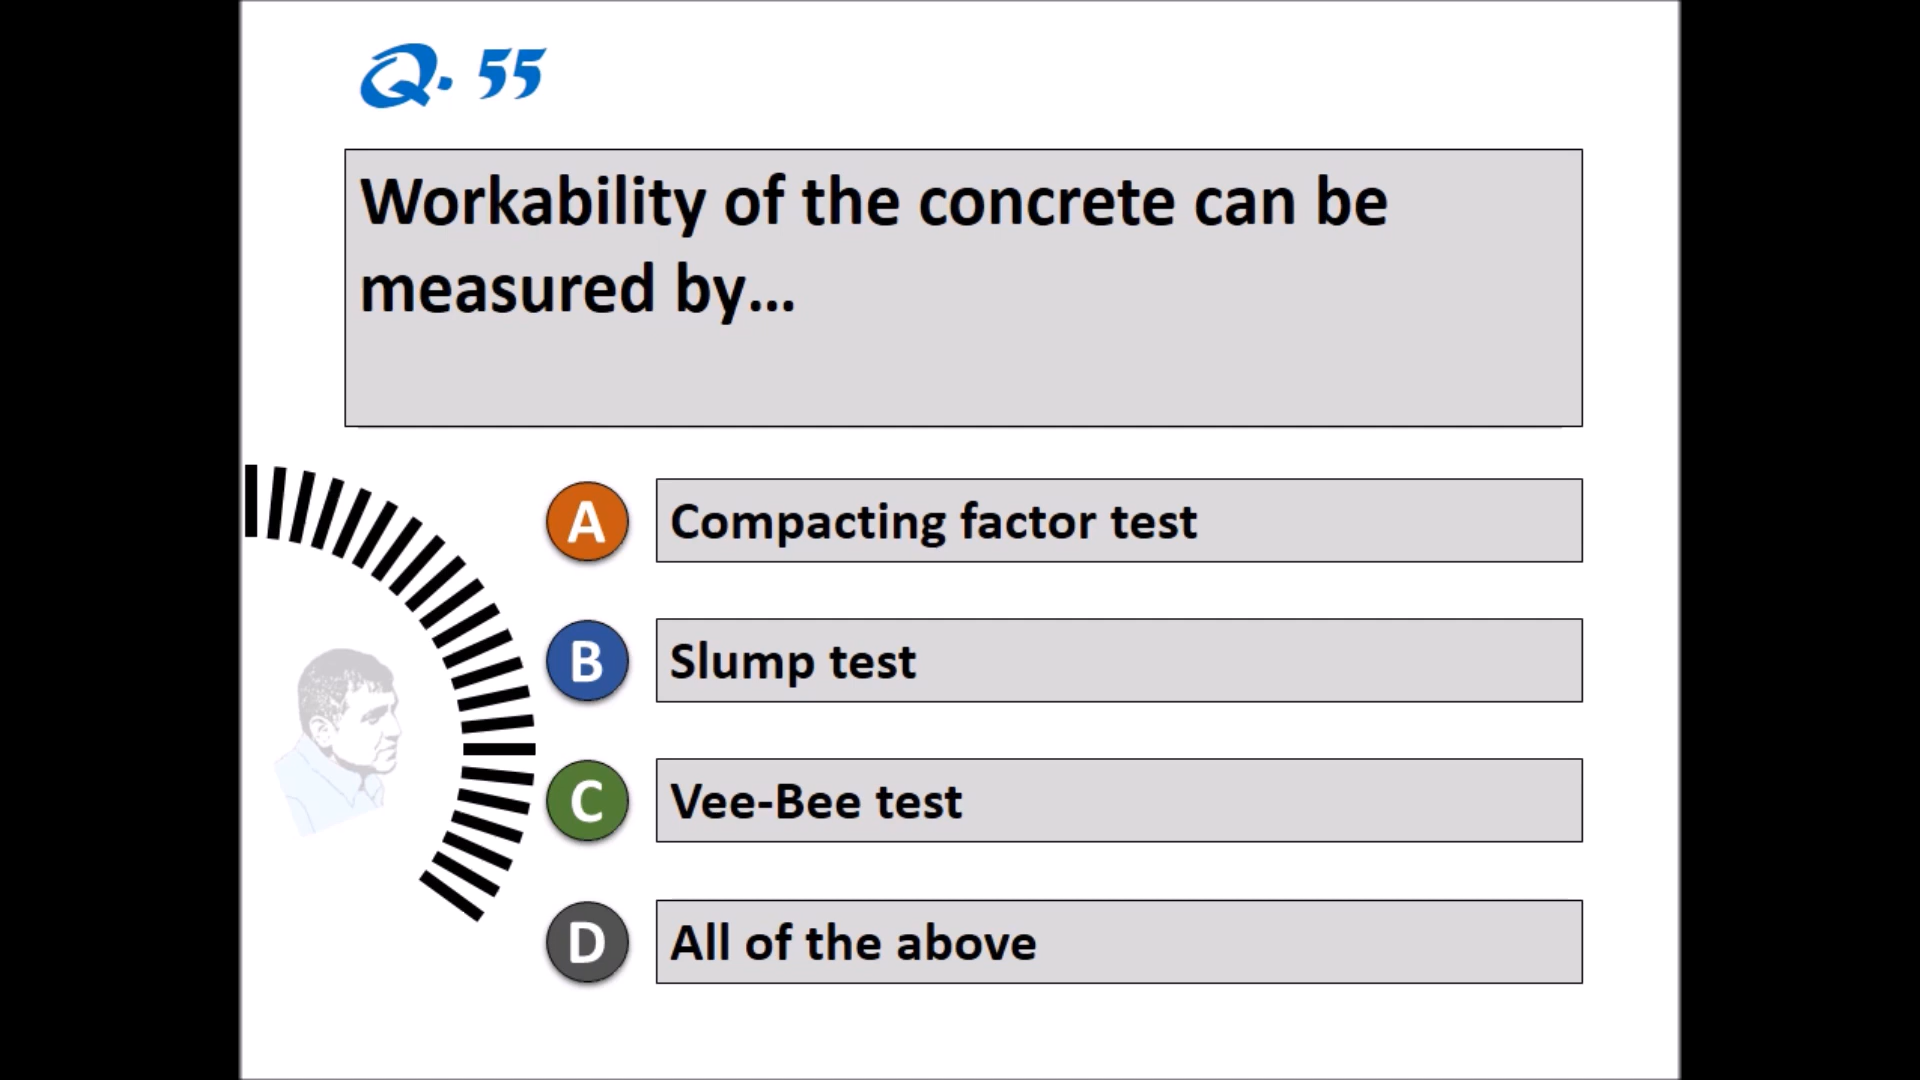 Q. 55
Workability of the concrete can be
measured by...
A Compacting factor test
B Slump test
C Vee-Bee test
D All of the above